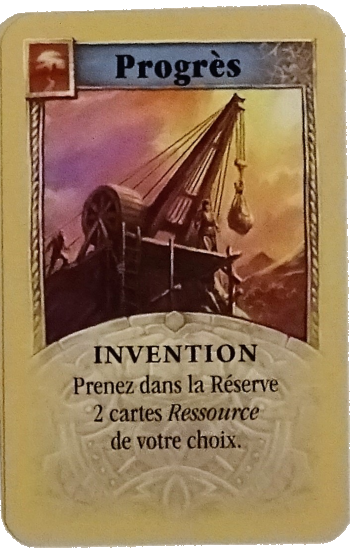 Progrès
INVENTION
Prenez dans la Réserve
2 cartes Ressource
de votre choix.